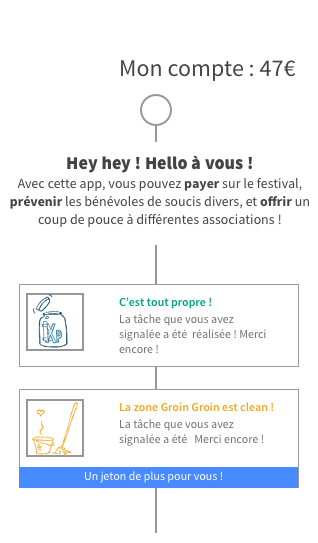 Mon compte : 47€
Hey hey ! Hello à vous !
Avec cette app, vous pouvez payer sur le festival,
prévenir les bénévoles de soucis divers, et offrir un
coup de pouce à différentes associations !
C'est tout propre !
La tâche que vous avez
signalée a été réalisée ! Merci
encore !
XP
La zone Groin Groin est clean !
La tâche que vous avez
signalée a été Merci encore !
Un jeton de plus pour vous !